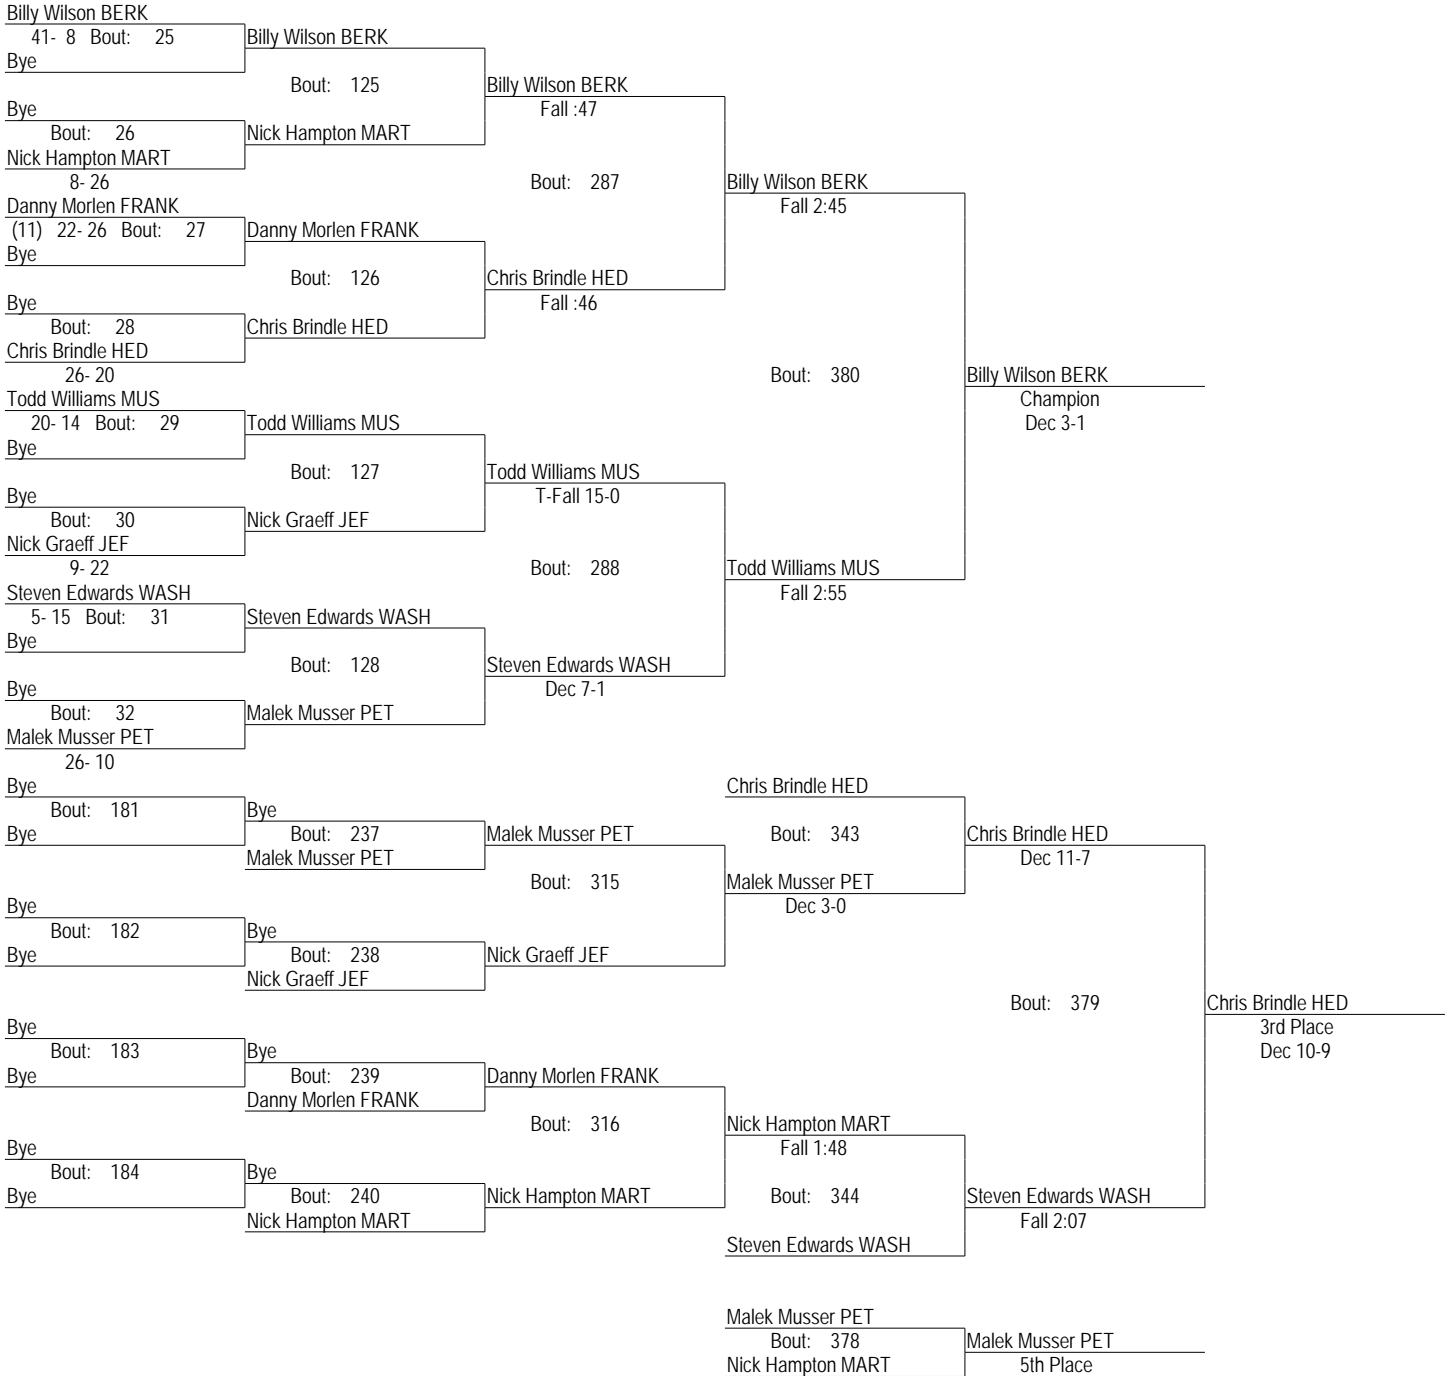 Billy Wilson BERK
41- 8 Bout: 25 Billy Wilson BERK
Bye
Bout: 125 Billy Wilson BERK
Bye Fall :47
Bout: 26 Nick Hampton MART
Nick Hampton MART
8- 26 Bout: 287 Billy Wilson BERK
Danny Morlen FRANK Fall 2:45
(11) 22- 26 Bout: 27 Danny Morlen FRANK
Bye
Bout: 126 Chris Brindle HED
Bye Fall :46
Bout: 28 Chris Brindle HED
Chris Brindle HED
26- 20 Bout: 380 Billy Wilson BERK
Todd Williams MUS Champion
20- 14 Bout: 29 Todd Williams MUS Dec 3-1
Bye
Bout: 127 Todd Williams MUS
Bye T-Fall 15-0
Bout: 30 Nick Graeff JEF
Nick Graeff JEF
9- 22 Bout: 288 Todd Williams MUS
Steven Edwards WASH Fall 2:55
5- 15 Bout: 31 Steven Edwards WASH
Bye
Bout: 128 Steven Edwards WASH
Bye Dec 7-1
Bout: 32 Malek Musser PET
Malek Musser PET
26- 10
Bye Chris Brindle HED
Bout: 181 Bye
Bye Bout: 237 Malek Musser PET Bout: 343 Chris Brindle HED
Malek Musser PET Dec 11-7
Bout: 315 Malek Musser PET
Bye Dec 3-0
Bout: 182 Bye
Bye Bout: 238 Nick Graeff JEF
Nick Graeff JEF
Bout: 379 Chris Brindle HED
Bye 3rd Place
Bout: 183 Bye Dec 10-9
Bye Bout: 239 Danny Morlen FRANK
Danny Morlen FRANK
Bout: 316 Nick Hampton MART
Bye Fall 1:48
Bout: 184 Bye
Bye Bout: 240 Nick Hampton MART Bout: 344 Steven Edwards WASH
Nick Hampton MART Fall 2:07
Steven Edwards WASH
Malek Musser PET
Bout: 378 Malek Musser PET
Nick Hampton MART 5th Place